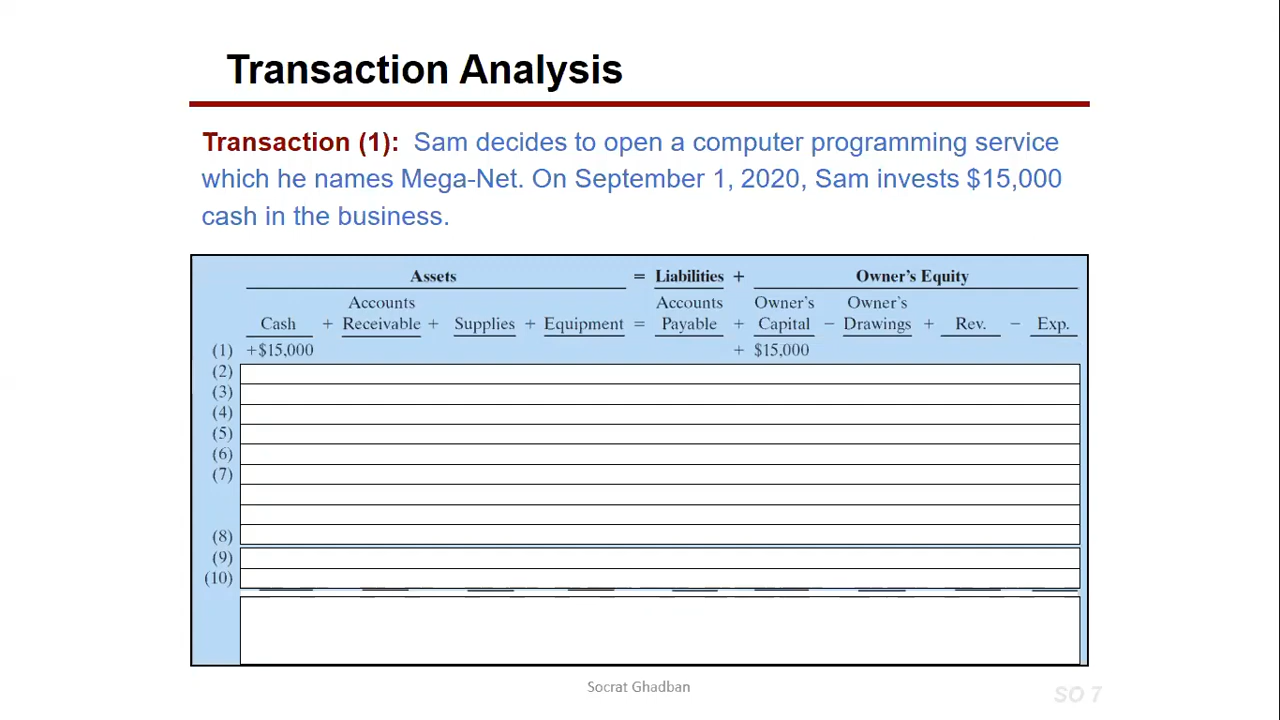 Transaction Analysis
Transaction (1): Sam decides to open a computer programming service
which he names Mega-Net. On September 1, 2020, Sam invests $15,000
cash in the business.
Assets = Liabilities + Owner's Equity
Accounts Accounts Owner's Owner's
Cash + Receivable + Supplies + Equipment = Payable + Capital − Drawings + Rev. − Exp.
(1) +$15,000 + $15,000
(2)
(3)
(4)
(5)
(6)
(7)
(8)
(9)
(10)
Socrat Ghadban
SO 7